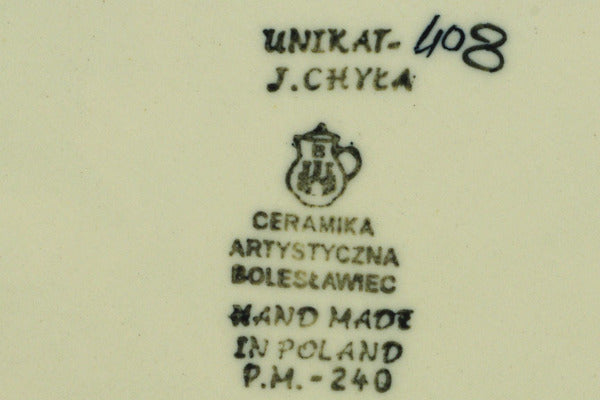 UNIKAT- 408
J. CHYŁA
B
CERAMIKA
ARTYSTYCZNA
BOLESŁAWIEC
HAND MADE
IN POLAND
P.M. - 240